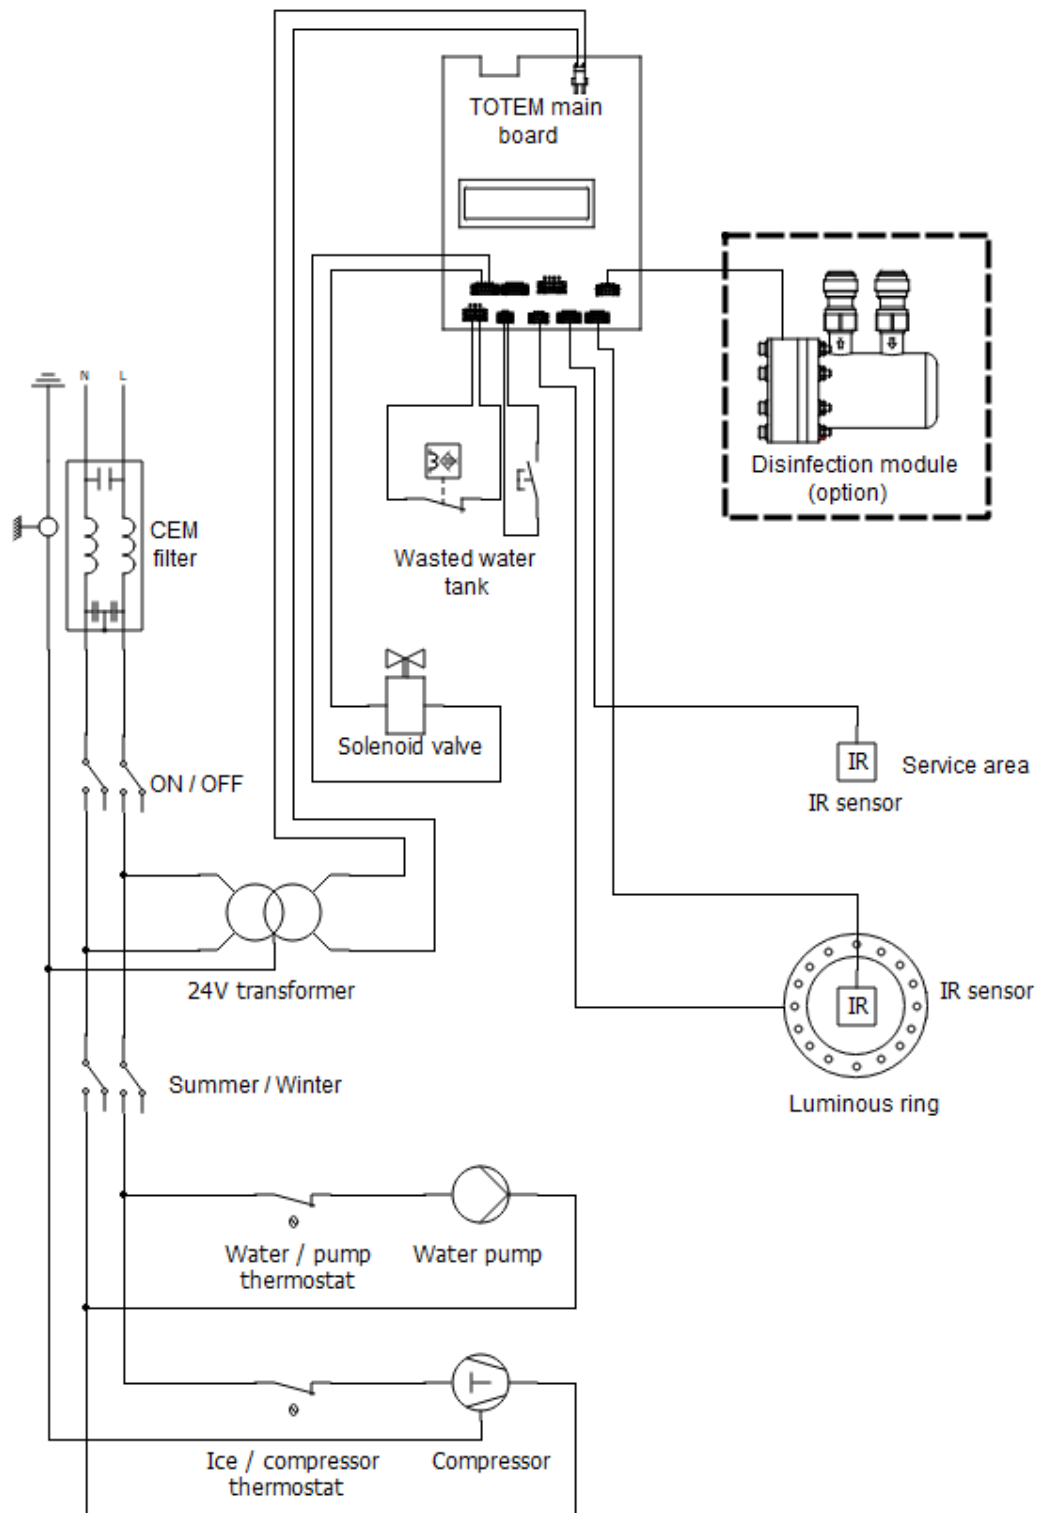 TOTEM main
board
Disinfection module
(option)
N
L
CEM
filter
Wasted water
tank
Solenoid valve
ON / OFF
IR
Service area
IR sensor
24V transformer
IR
IR sensor
Luminous ring
Summer / Winter
Water / pump
thermostat
Water pump
Ice / compressor
thermostat
Compressor